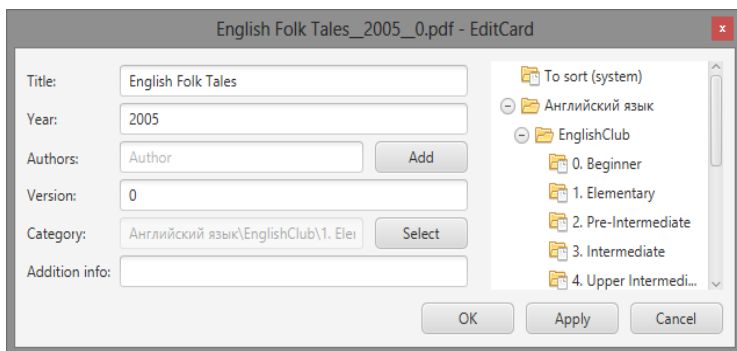 English Folk Tales__2005__0.pdf - EditCard
x
Title:
English Folk Tales
Year:
2005
Authors:
Author
Add
Version:
0
Category:
Английский язык\EnglishClub\1. Eler
Select
Addition info:
To sort (system)
Английский язык
EnglishClub
0. Beginner
1. Elementary
2. Pre-Intermediate
3. Intermediate
4. Upper Intermedi...
OK
Apply
Cancel